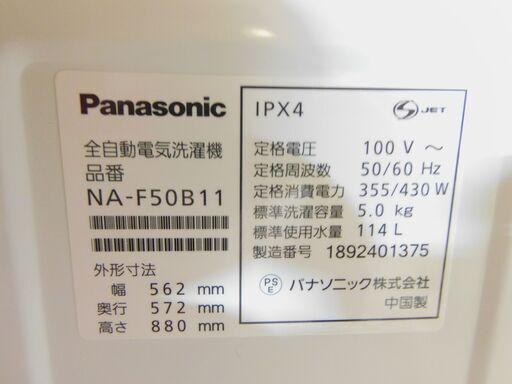 Panasonic
全自動電気洗濯機
品番
NA-F50B11
外形寸法
幅 562 mm
奥行 572 mm
高さ 880 mm
IPX4
S JET
定格電圧 100 V ～
定格周波数 50/60 Hz
定格消費電力 355/430 W
標準洗濯容量 5.0 kg
標準使用水量 114 L
製造番号 1892401375
PS E パナソニック株式会社
中国製